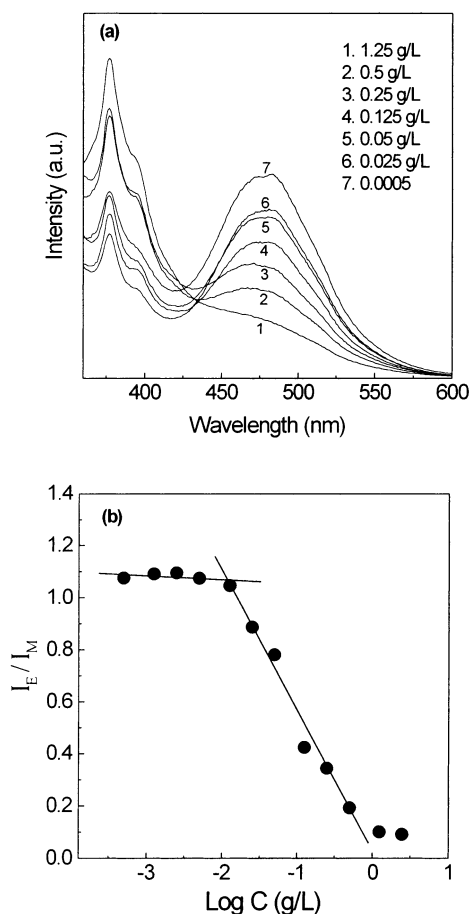 (a)
1. 1.25 g/L
2. 0.5 g/L
3. 0.25 g/L
4. 0.125 g/L
5. 0.05 g/L
6. 0.025 g/L
7. 0.0005
7
6
5
4
3
2
1
Intensity (a.u.)
400 450 500 550 600
Wavelength (nm)
(b)
1.4
1.2
1.0
0.8
0.6
0.4
0.2
0.0
I_E / I_M
-3 -2 -1 0 1
Log C (g/L)